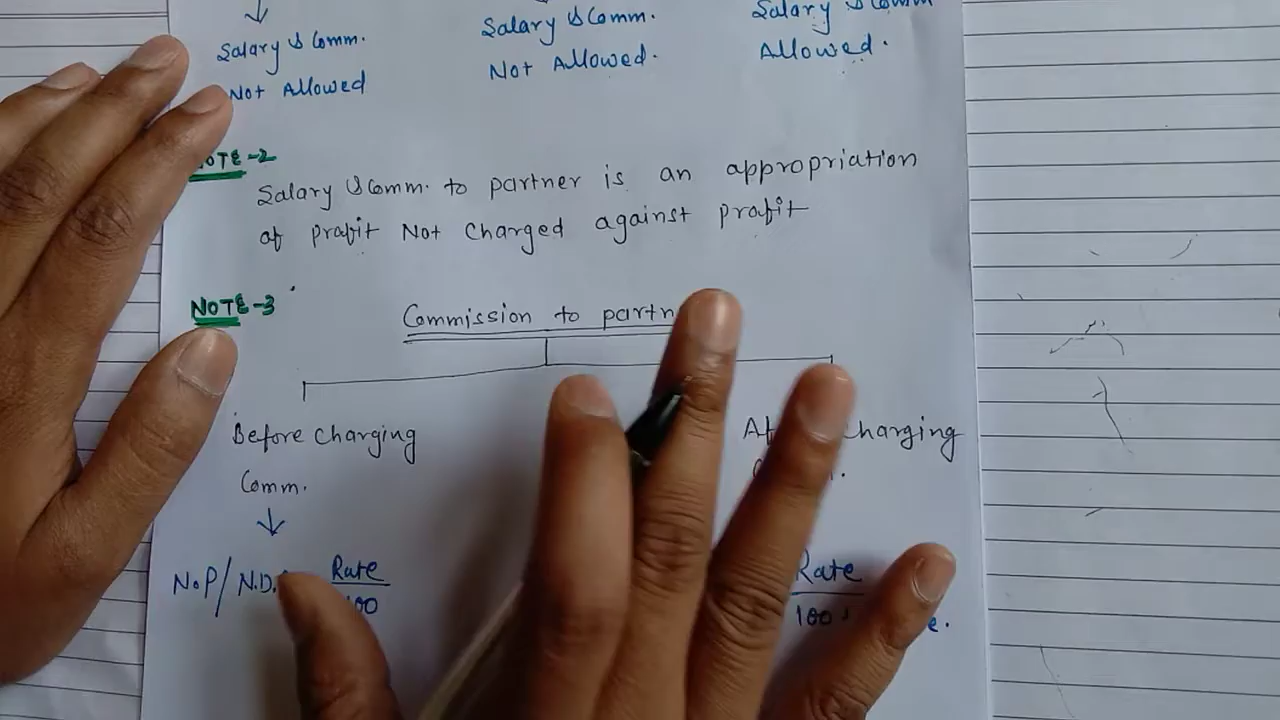 Salary & Comm.
Not Allowed
Salary & Comm.
Not Allowed.
Salary & Comm
Allowed.
NOTE-2
Salary & Comm. to partner is an appropriation
of profit Not Charged against profit
NOTE-3
Commission to partn
Before Charging
Comm.
Charging
N.P/N.D.
Rate
100
Rate
100
e.